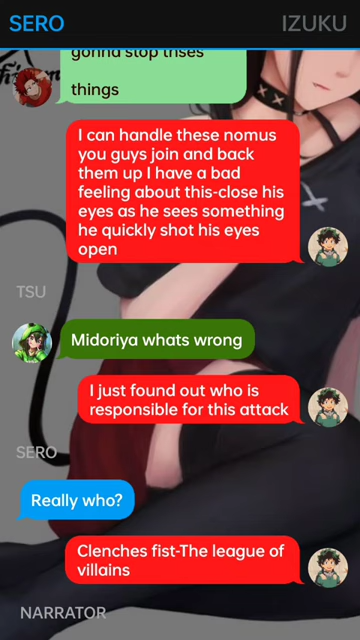 SERO
IZUKU
gonna stop thses
things
I can handle these nomus
you guys join and back
them up I have a bad
feeling about this-close his
eyes as he sees something
he quickly shot his eyes
open
TSU
Midoriya whats wrong
I just found out who is
responsible for this attack
SERO
Really who?
Clenches fist-The league of
villains
NARRATOR